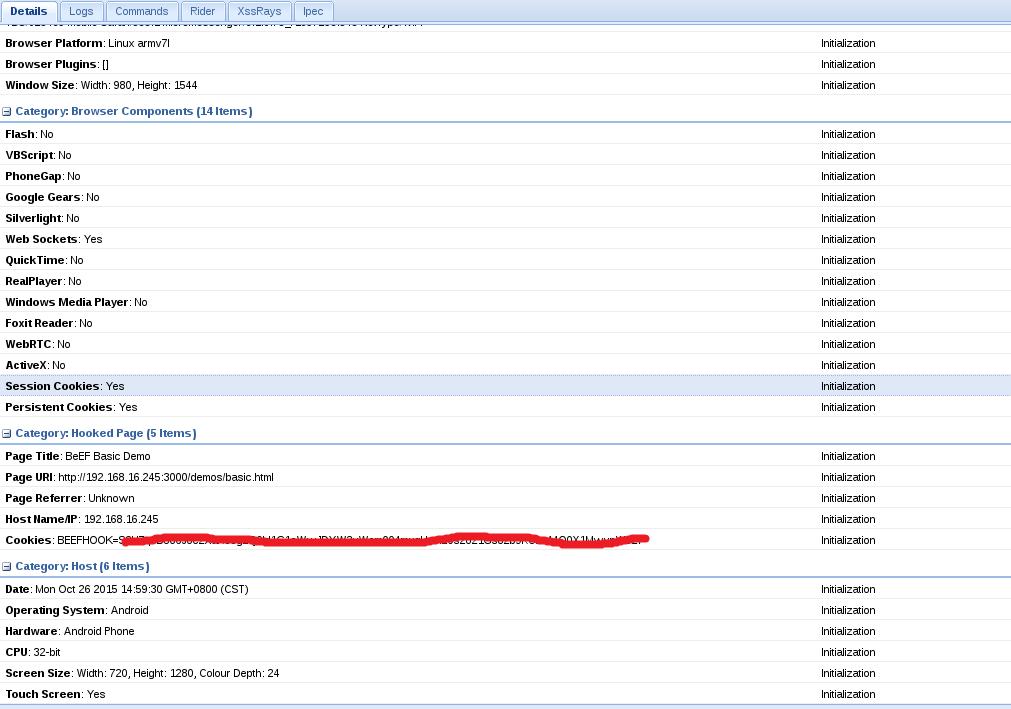 Details Logs Commands Rider XssRays Ipec
Browser Platform: Linux armv7l Initialization
Browser Plugins: [] Initialization
Window Size: Width: 980, Height: 1544 Initialization
Category: Browser Components (14 Items)
Flash: No Initialization
VBScript: No Initialization
PhoneGap: No Initialization
Google Gears: No Initialization
Silverlight: No Initialization
Web Sockets: Yes Initialization
QuickTime: No Initialization
RealPlayer: No Initialization
Windows Media Player: No Initialization
Foxit Reader: No Initialization
WebRTC: No Initialization
ActiveX: No Initialization
Session Cookies: Yes Initialization
Persistent Cookies: Yes Initialization
Category: Hooked Page (5 Items)
Page Title: BeEF Basic Demo Initialization
Page URI: http://192.168.16.245:3000/demos/basic.html Initialization
Page Referrer: Unknown Initialization
Host Name/IP: 192.168.16.245 Initialization
Cookies: BEEFHOOK= Initialization
Category: Host (6 Items)
Date: Mon Oct 26 2015 14:59:30 GMT+0800 (CST) Initialization
Operating System: Android Initialization
Hardware: Android Phone Initialization
CPU: 32-bit Initialization
Screen Size: Width: 720, Height: 1280, Colour Depth: 24 Initialization
Touch Screen: Yes Initialization